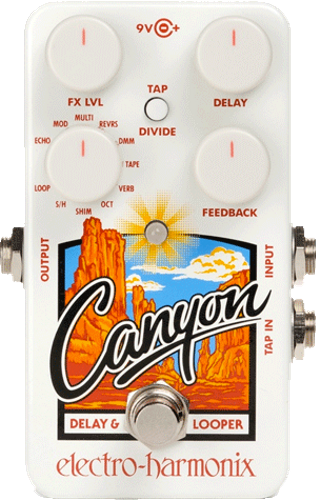 9V
TAP
FX LVL
DELAY
DIVIDE
MULTI
MOD
REVRS
ECHO
DMM
TAPE
LOOP
VERB
S/H
OCT
SHIM
FEEDBACK
OUTPUT
INPUT
TAP IN
Canyon
DELAY & LOOPER
electro-harmonix